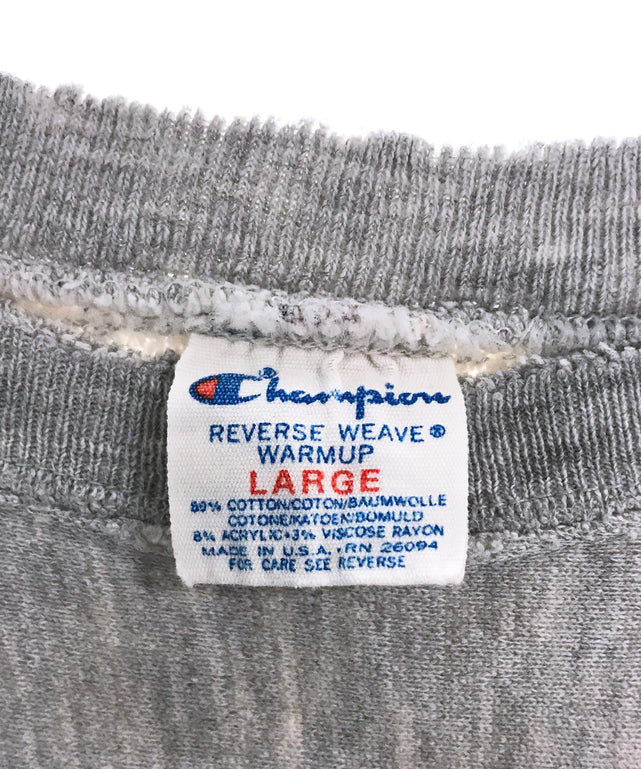 Champion
REVERSE WEAVE®
WARMUP
LARGE
89% COTTON/COTON/BAUMWOLLE
COTONE/KATOEN/BOMULD
8% ACRYLIC•3% VISCOSE RAYON
MADE IN U.S.A.•RN 26094
FOR CARE SEE REVERSE